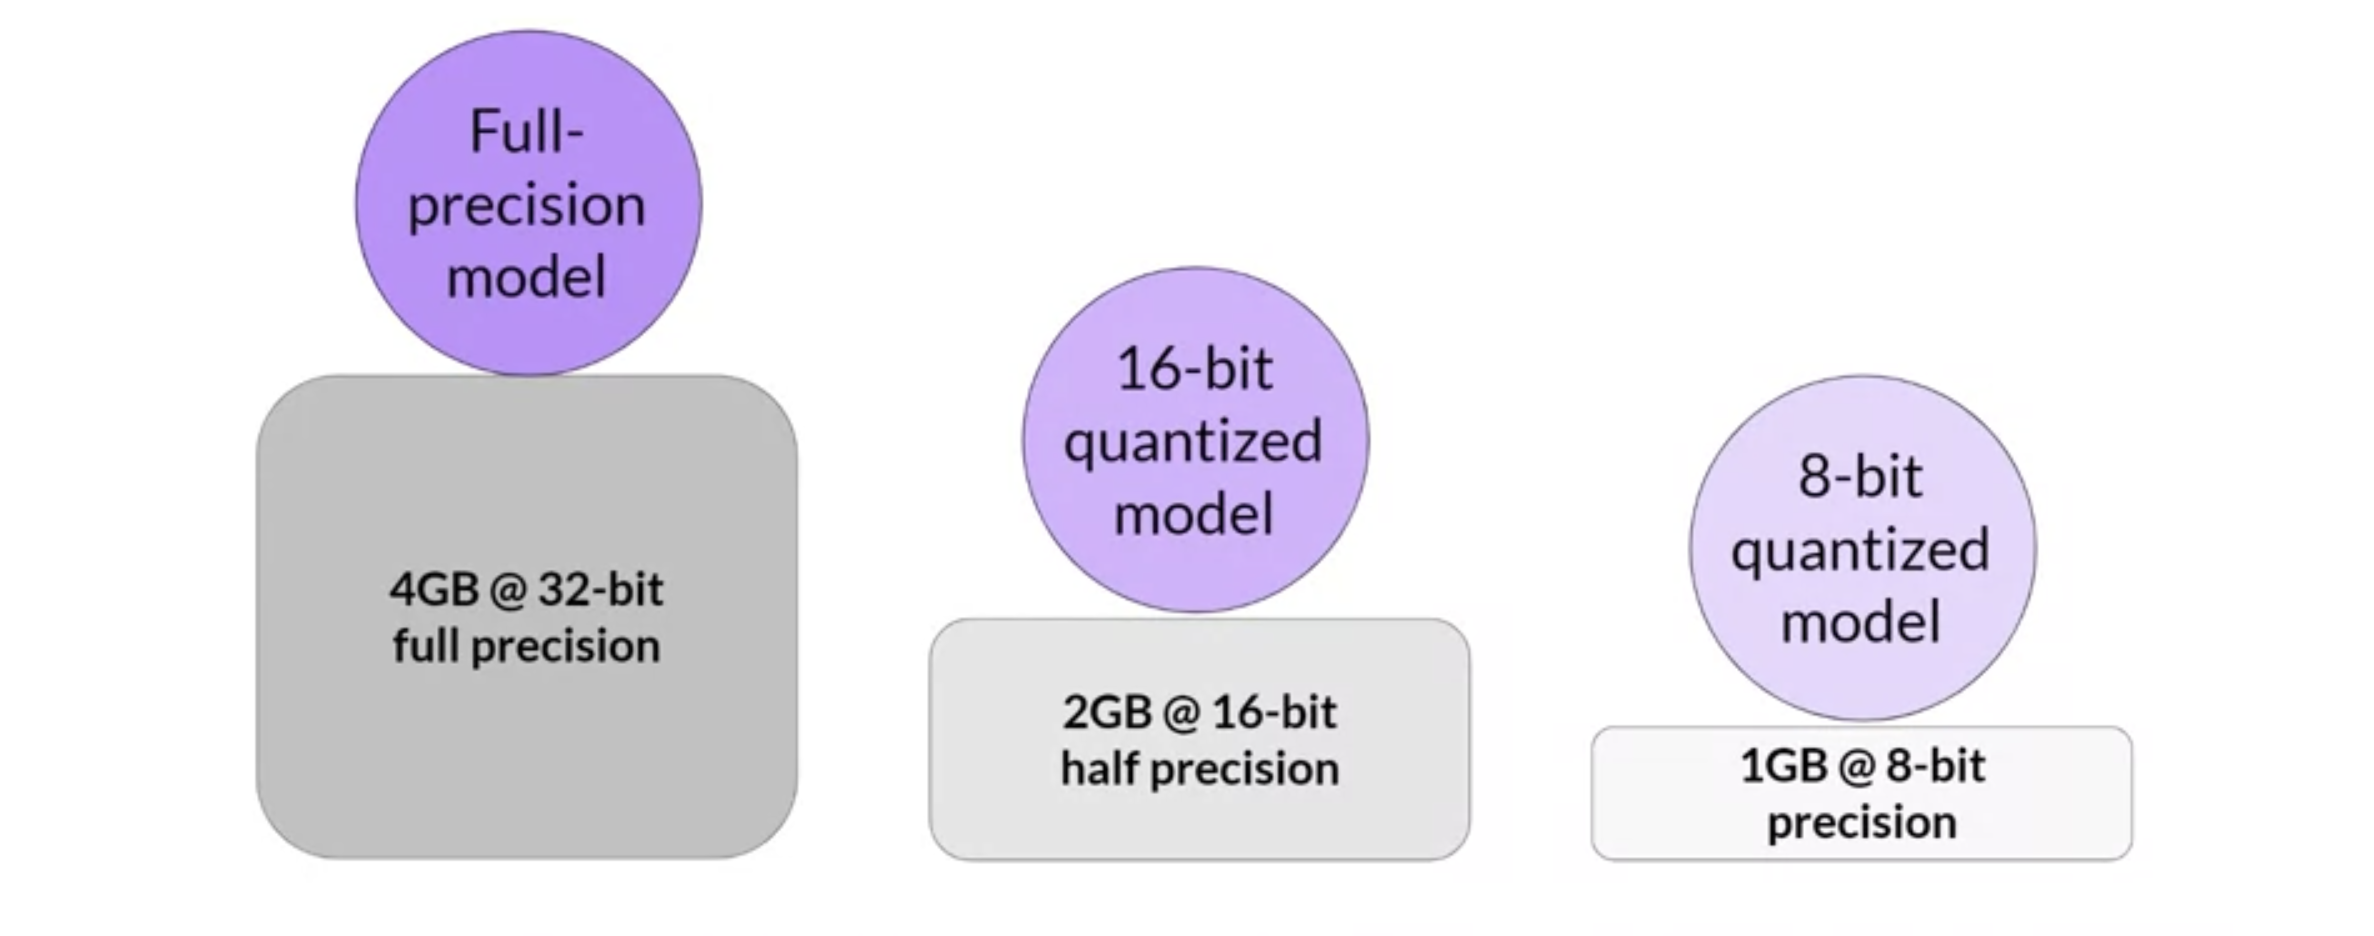 Full-
precision
model
4GB @ 32-bit
full precision
16-bit
quantized
model
2GB @ 16-bit
half precision
8-bit
quantized
model
1GB @ 8-bit
precision